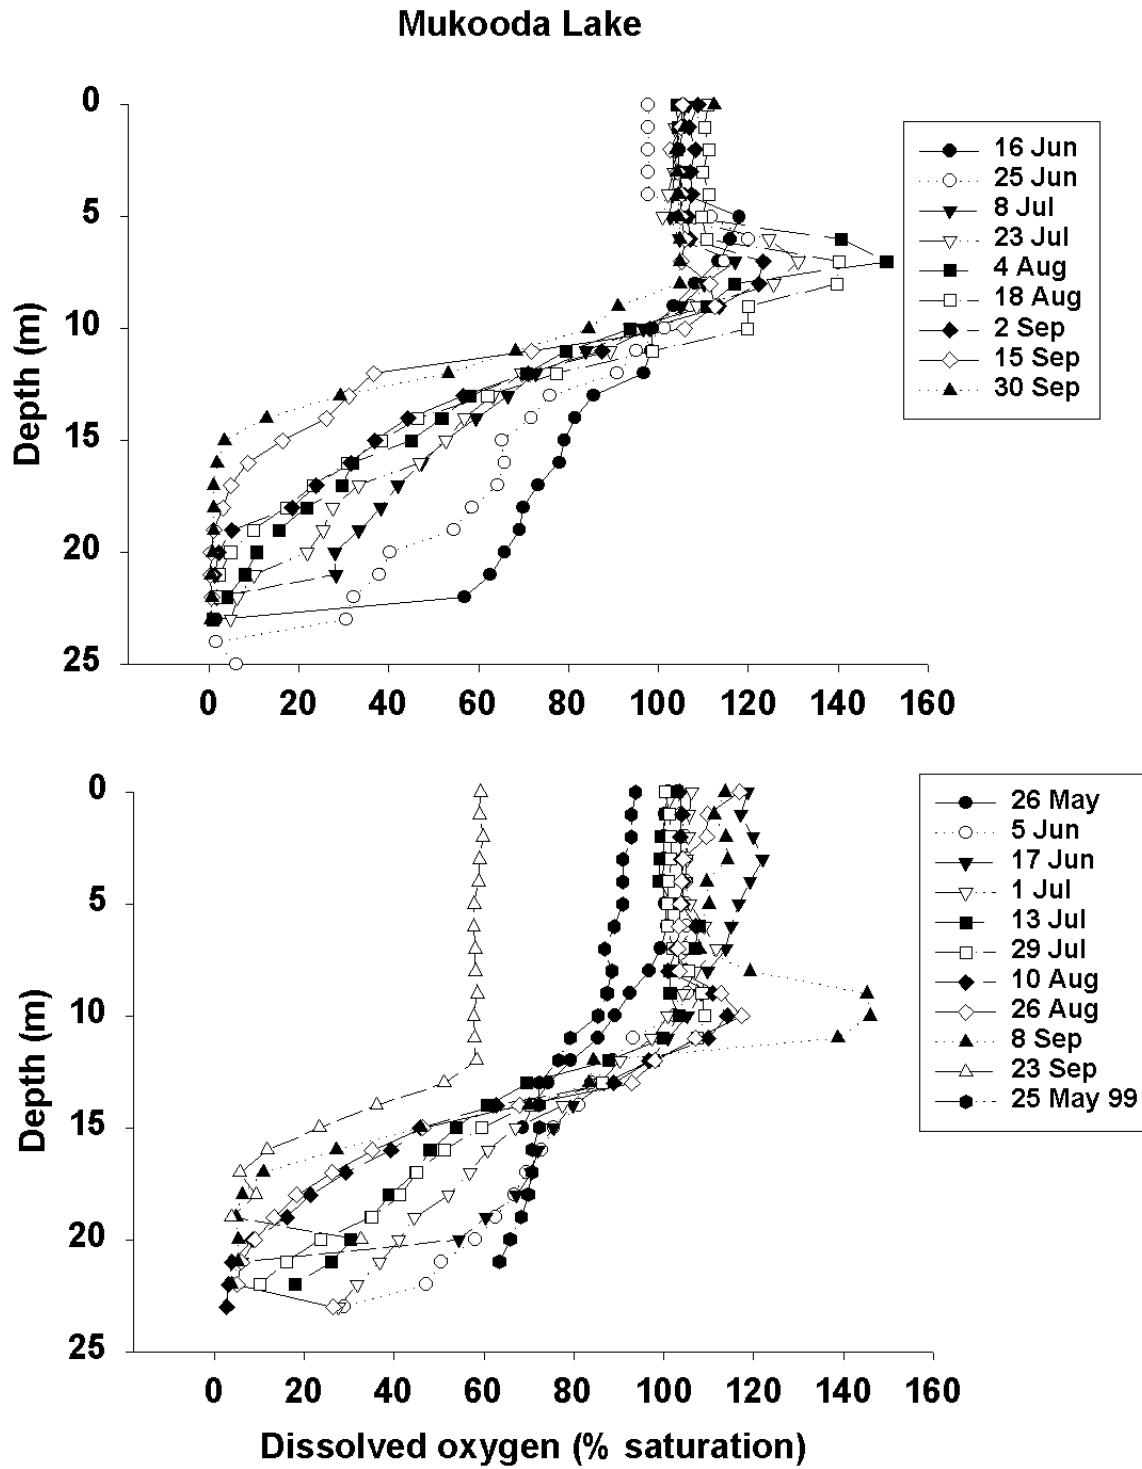 Mukooda Lake
0
5
10
15
20
25
Depth (m)
0 20 40 60 80 100 120 140 160
16 Jun
25 Jun
8 Jul
23 Jul
4 Aug
18 Aug
2 Sep
15 Sep
30 Sep
0
5
10
15
20
25
Depth (m)
0 20 40 60 80 100 120 140 160
Dissolved oxygen (% saturation)
26 May
5 Jun
17 Jun
1 Jul
13 Jul
29 Jul
10 Aug
26 Aug
8 Sep
23 Sep
25 May 99